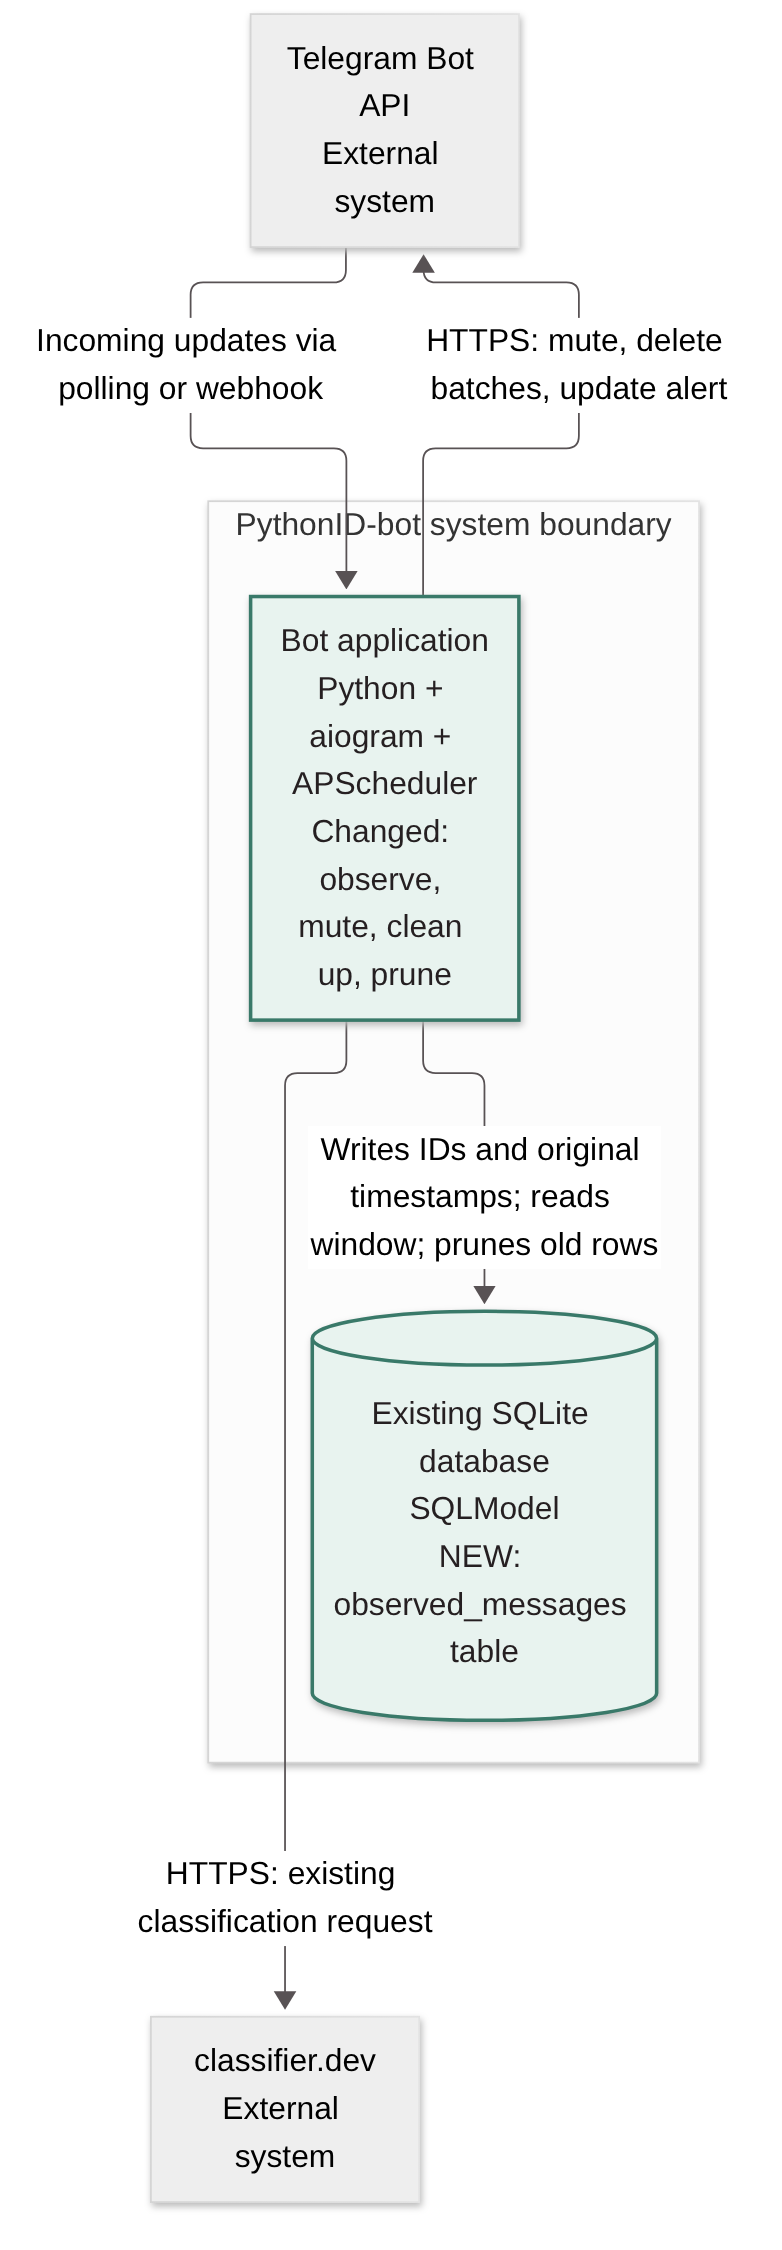 Telegram Bot
API
External
system
Incoming updates via
polling or webhook
HTTPS: mute, delete
batches, update alert
PythonID-bot system boundary
Bot application
Python +
aiogram +
APScheduler
Changed:
observe,
mute, clean
up, prune
Writes IDs and original
timestamps; reads
window; prunes old rows
Existing SQLite
database
SQLModel
NEW:
observed_messages
table
HTTPS: existing
classification request
classifier.dev
External
system